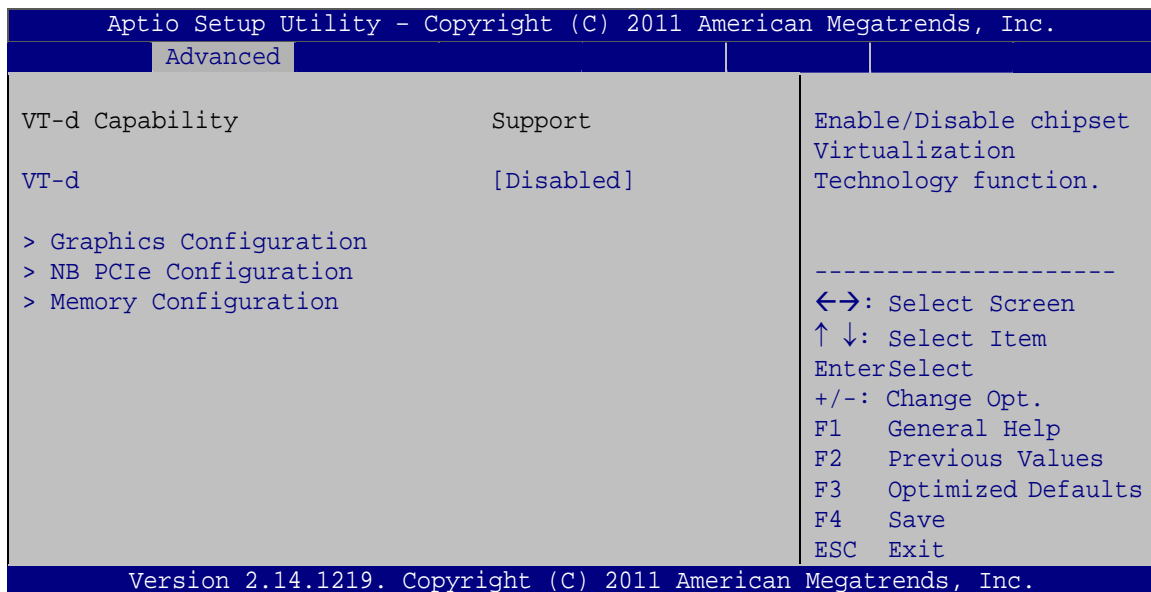 Aptio Setup Utility – Copyright (C) 2011 American Megatrends, Inc.
Advanced
VT-d Capability Support
VT-d [Disabled]
> Graphics Configuration
> NB PCIe Configuration
> Memory Configuration
Enable/Disable chipset
Virtualization
Technology function.
---------------------
←→: Select Screen
↑ ↓: Select Item
EnterSelect
+/-: Change Opt.
F1 General Help
F2 Previous Values
F3 Optimized Defaults
F4 Save
ESC Exit
Version 2.14.1219. Copyright (C) 2011 American Megatrends, Inc.